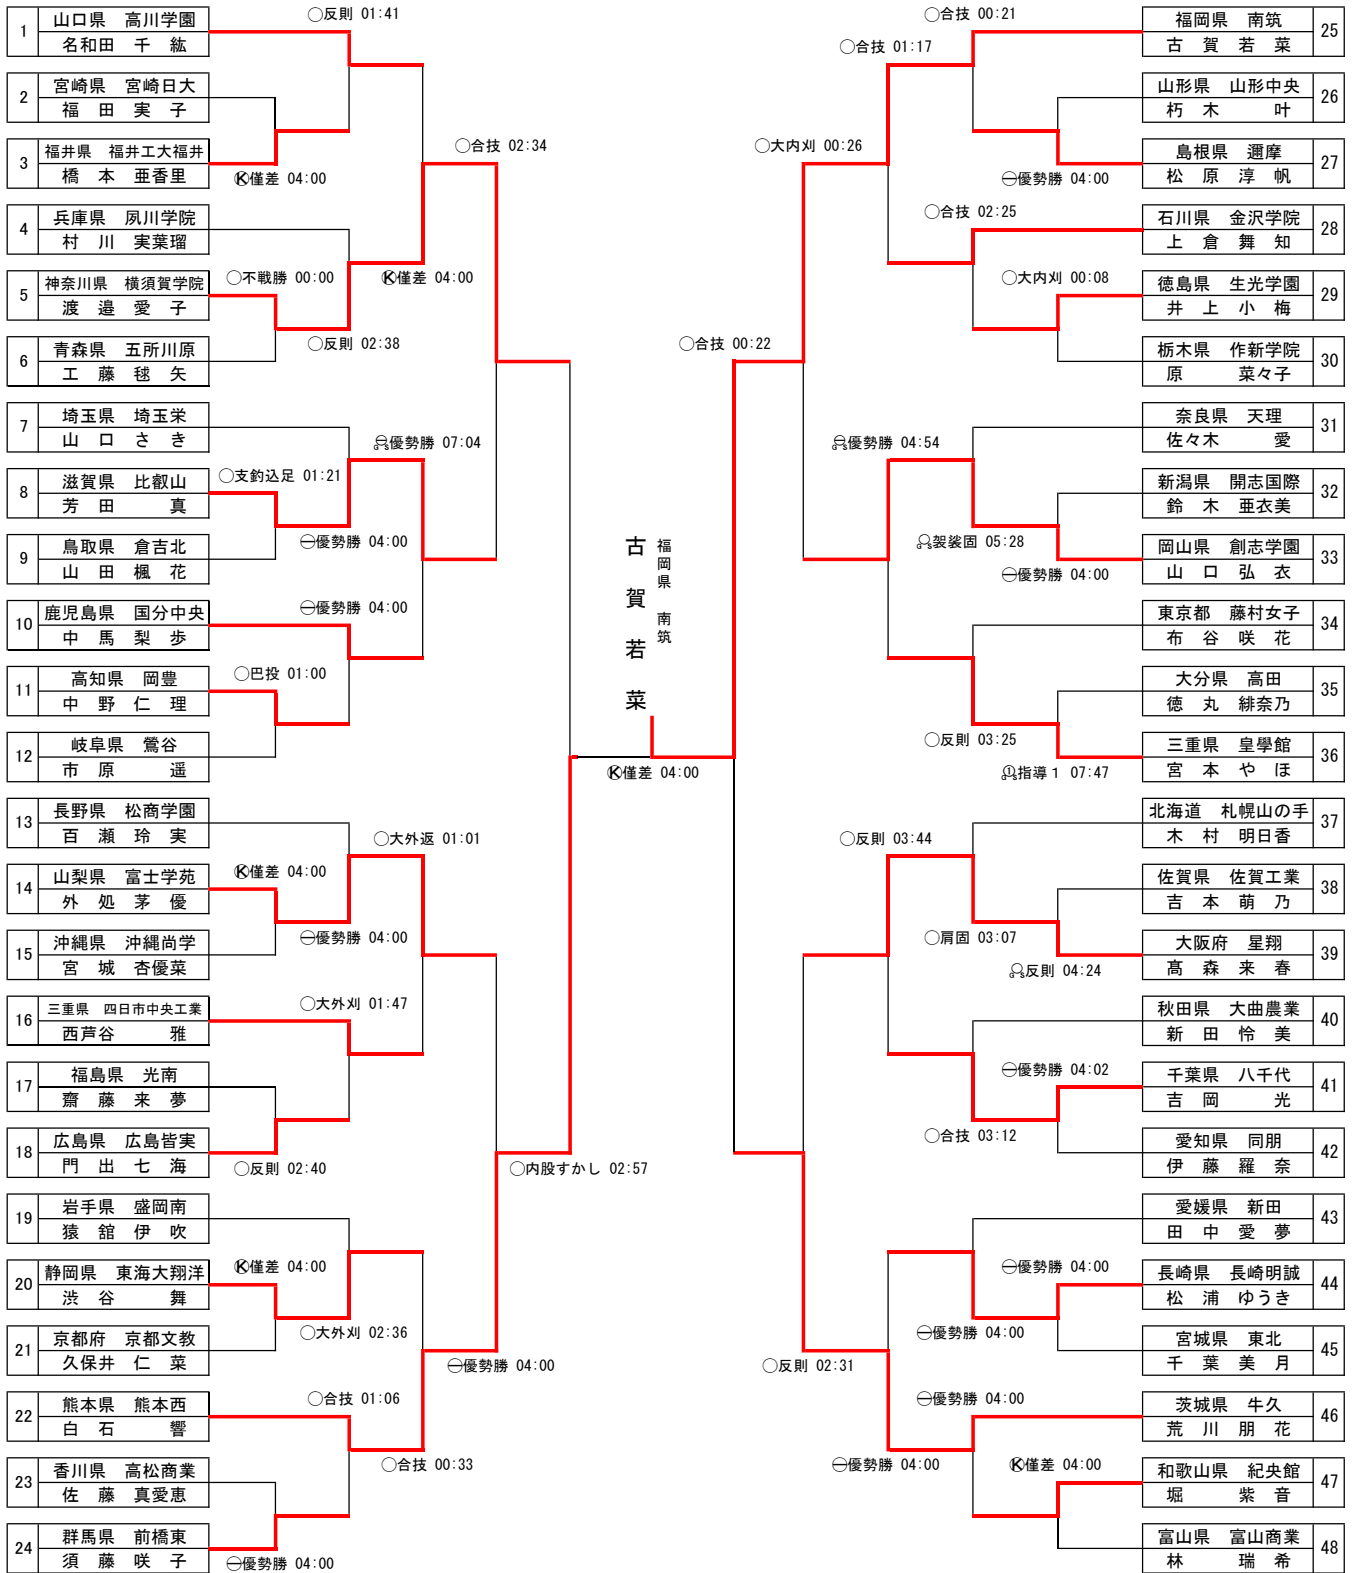 1 山口県 高川学園
名和田 千 紘
2 宮崎県 宮崎日大
福 田 実 子
3 福井県 福井工大福井
橋 本 亜香里
4 兵庫県 夙川学院
村 川 実葉瑠
5 神奈川県 横須賀学院
渡 邉 愛 子
6 青森県 五所川原
工 藤 毬 矢
7 埼玉県 埼玉栄
山 口 さ き
8 滋賀県 比叡山
芳 田 真
9 鳥取県 倉吉北
山 田 楓 花
10 鹿児島県 国分中央
中 馬 梨 歩
11 高知県 岡豊
中 野 仁 理
12 岐阜県 鶯谷
市 原 遥
13 長野県 松商学園
百 瀬 玲 実
14 山梨県 富士学苑
外 処 茅 優
15 沖縄県 沖縄尚学
宮 城 杏優菜
16 三重県 四日市中央工業
西芦谷 雅
17 福島県 光南
齋 藤 来 夢
18 広島県 広島皆実
門 出 七 海
19 岩手県 盛岡南
猿 舘 伊 吹
20 静岡県 東海大翔洋
渋 谷 舞
21 京都府 京都文教
久保井 仁 菜
22 熊本県 熊本西
白 石 響
23 香川県 高松商業
佐 藤 真愛恵
24 群馬県 前橋東
須 藤 咲 子
○反則 01:41
Ⓚ僅差 04:00
○合技 02:34
○不戦勝 00:00
Ⓚ僅差 04:00
○反則 02:38
優勢勝 07:04
○支釣込足 01:21
㊀優勢勝 04:00
㊀優勢勝 04:00
○巴投 01:00
○大外返 01:01
Ⓚ僅差 04:00
㊀優勢勝 04:00
○大外刈 01:47
○反則 02:40
○内股すかし 02:57
Ⓚ僅差 04:00
○大外刈 02:36
㊀優勢勝 04:00
○合技 01:06
○合技 00:33
㊀優勢勝 04:00
福岡県 南筑
古賀若菜
Ⓚ僅差 04:00
○合技 00:21
○合技 01:17
○大内刈 00:26
㊀優勢勝 04:00
○合技 02:25
○大内刈 00:08
○合技 00:22
優勢勝 04:54
袈裟固 05:28
㊀優勢勝 04:00
○反則 03:25
指導1 07:47
○反則 03:44
○肩固 03:07
反則 04:24
㊀優勢勝 04:02
○合技 03:12
㊀優勢勝 04:00
㊀優勢勝 04:00
○反則 02:31
㊀優勢勝 04:00
㊀優勢勝 04:00
Ⓚ僅差 04:00
福岡県 南筑 25
古 賀 若 菜
山形県 山形中央 26
朽 木 叶
島根県 邇摩 27
松 原 淳 帆
石川県 金沢学院 28
上 倉 舞 知
徳島県 生光学園 29
井 上 小 梅
栃木県 作新学院 30
原 菜々子
奈良県 天理 31
佐々木 愛
新潟県 開志国際 32
鈴 木 亜衣美
岡山県 創志学園 33
山 口 弘 衣
東京都 藤村女子 34
布 谷 咲 花
大分県 高田 35
徳 丸 緋奈乃
三重県 皇學館 36
宮 本 や ほ
北海道 札幌山の手 37
木 村 明日香
佐賀県 佐賀工業 38
吉 本 萌 乃
大阪府 星翔 39
髙 森 来 春
秋田県 大曲農業 40
新 田 怜 美
千葉県 八千代 41
吉 岡 光
愛知県 同朋 42
伊 藤 羅 奈
愛媛県 新田 43
田 中 愛 夢
長崎県 長崎明誠 44
松 浦 ゆうき
宮城県 東北 45
千 葉 美 月
茨城県 牛久 46
荒 川 朋 花
和歌山県 紀央館 47
堀 紫 音
富山県 富山商業 48
林 瑞 希